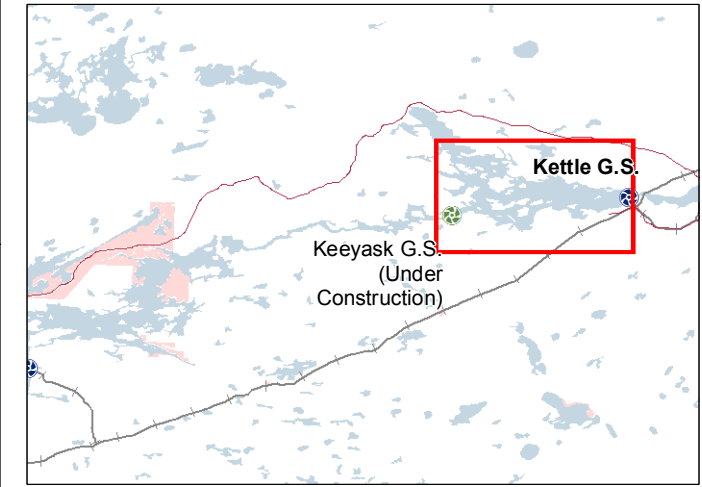 Kettle G.S.
Keeyask G.S.
(Under
Construction)